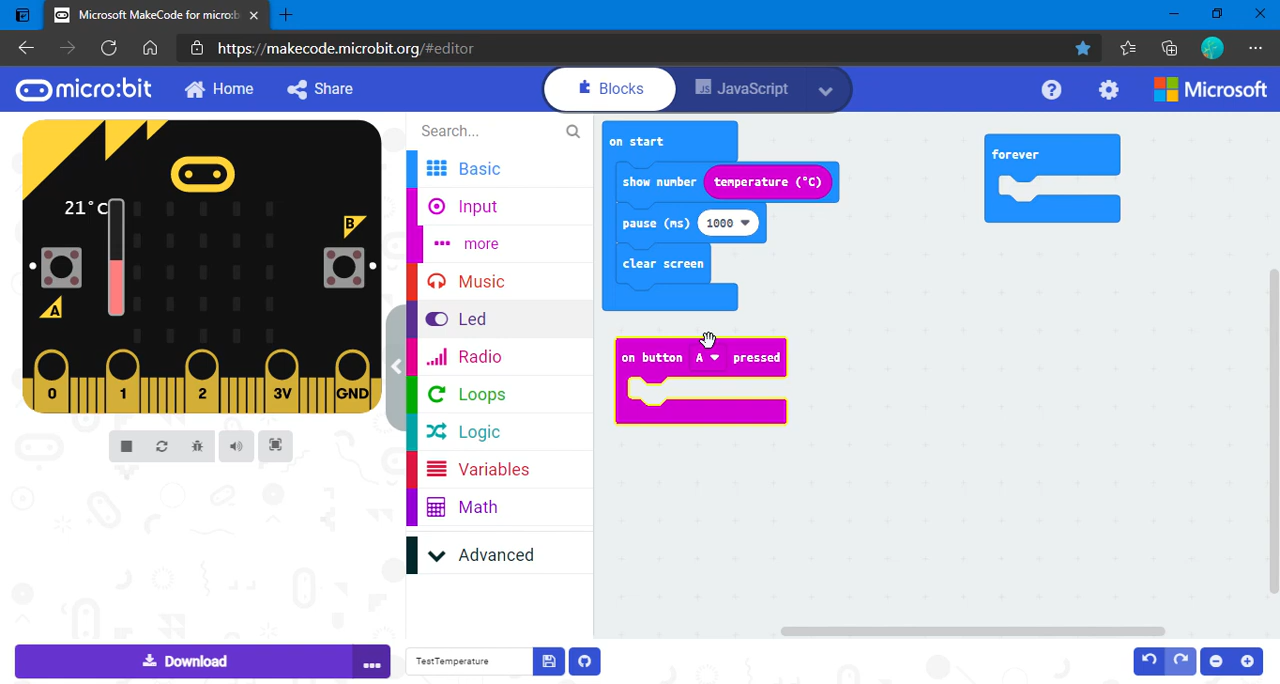 Microsoft MakeCode for micro:b
https://makecode.microbit.org/#editor
micro:bit
Home
Share
Blocks
JS JavaScript
Microsoft
21°C
B
A
0 1 2 3V GND
Search...
Basic
Input
more
Music
Led
Radio
Loops
Logic
Variables
Math
Advanced
on start
show number temperature (°C)
pause (ms) 1000
clear screen
on button A pressed
forever
Download
...
TestTemperature